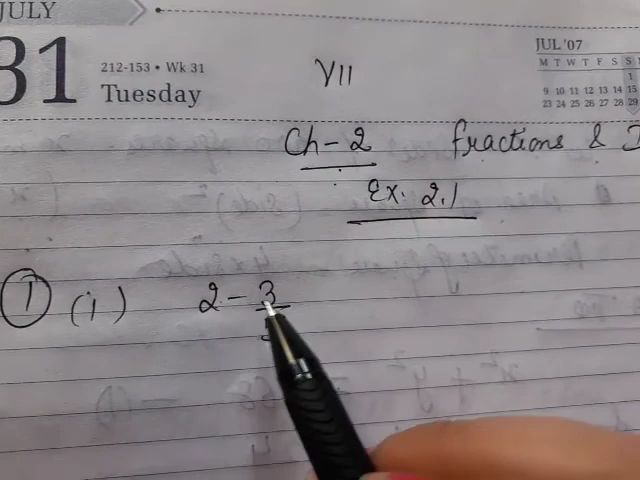 JULY
31
212-153 • Wk 31
Tuesday
VII
JUL '07
M T W T F S S
1
9 10 11 12 13 14 15
23 24 25 26 27 28 29
Ch-2 fractions &
Ex. 2.1
1 (i) 2 - 3